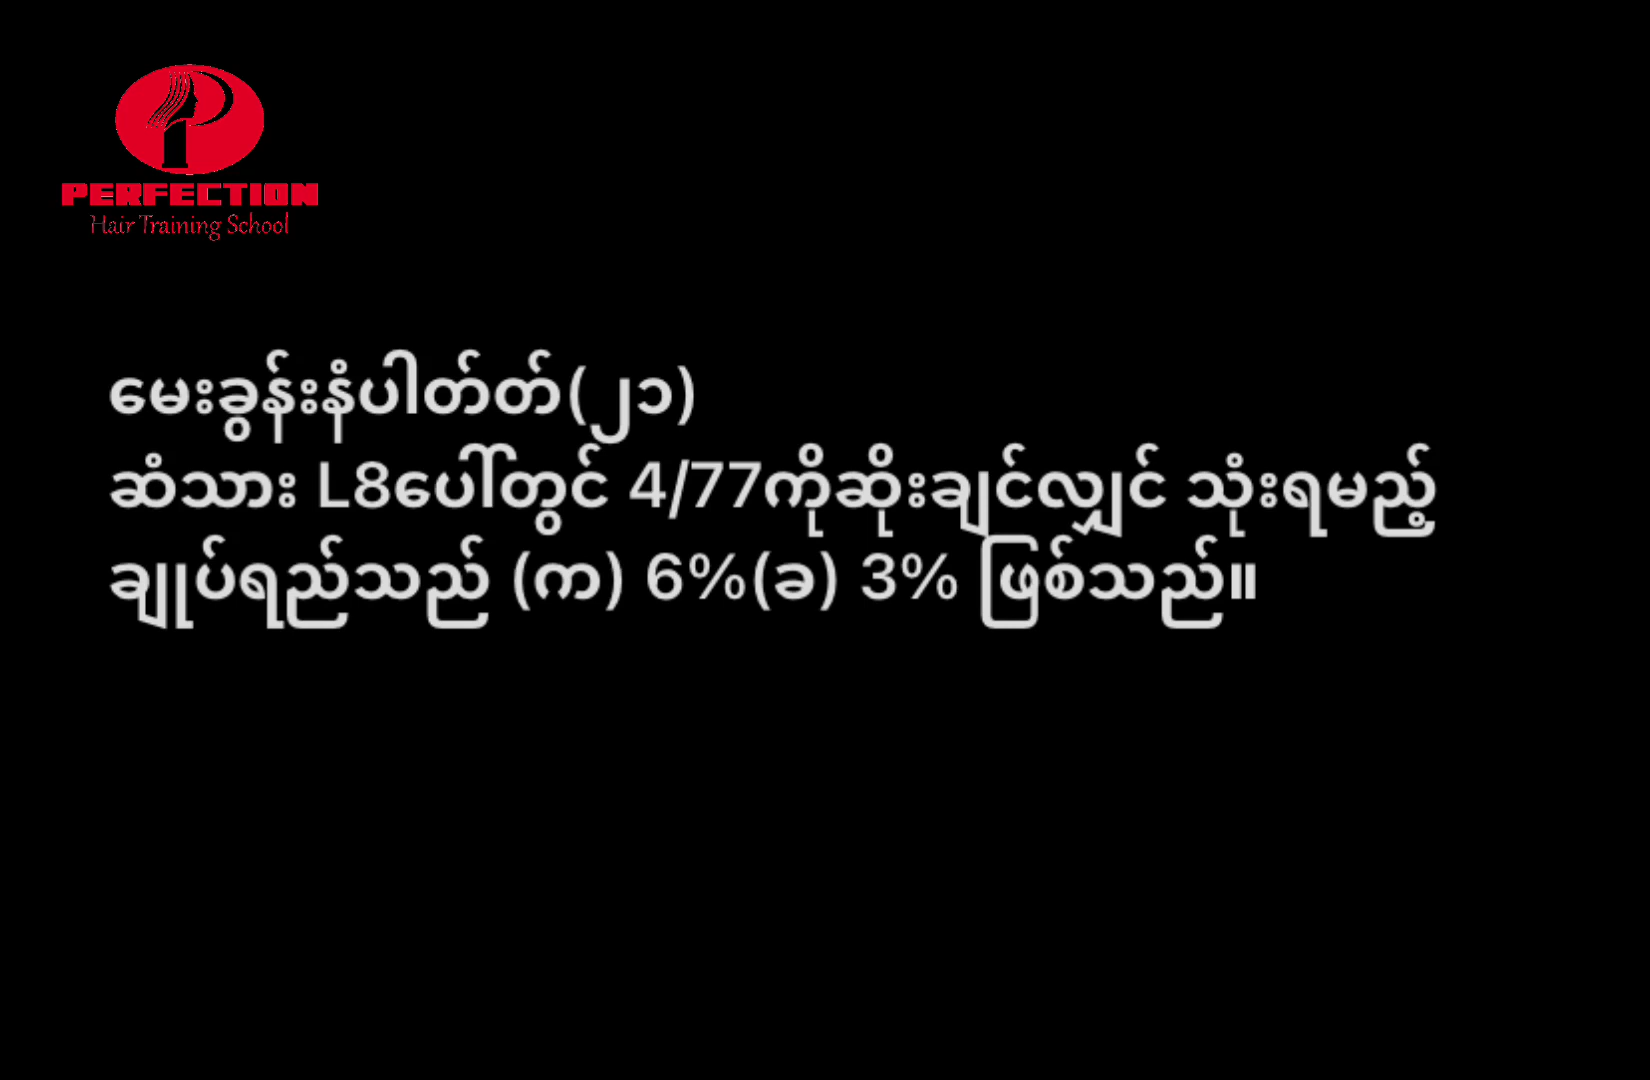 PERFECTION
Hair Training School
မေးခွန်းနံပါတ်တ်(၂၁)
ဆံသား L8ပေါ်တွင် 4/77ကိုဆိုးချင်လျှင် သုံးရမည့်
ချုပ်ရည်သည် (က) 6%(ခ) 3% ဖြစ်သည်။